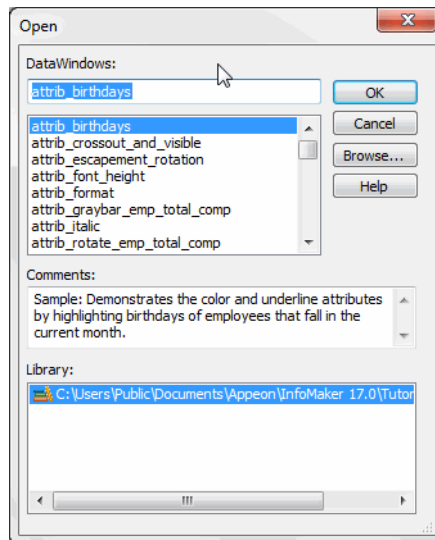 Open
DataWindows:
attrib_birthdays
OK
attrib_birthdays
attrib_crossout_and_visible
attrib_escapement_rotation
attrib_font_height
attrib_format
attrib_graybar_emp_total_comp
attrib_italic
attrib_rotate_emp_total_comp
Cancel
Browse...
Help
Comments:
Sample: Demonstrates the color and underline attributes
by highlighting birthdays of employees that fall in the
current month.
Library:
C:\Users\Public\Documents\Appeon\InfoMaker 17.0\Tutor